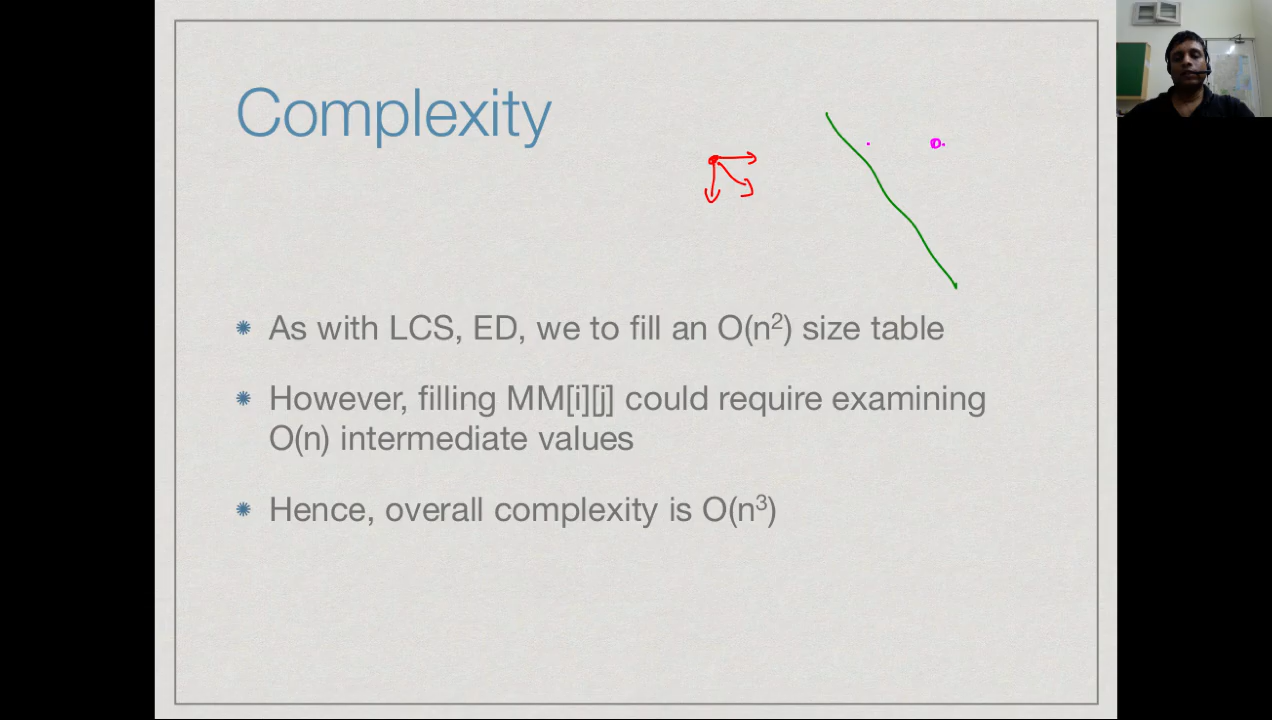 Complexity
As with LCS, ED, we to fill an O(n²) size table
However, filling MM[i][j] could require examining
O(n) intermediate values
Hence, overall complexity is O(n³)